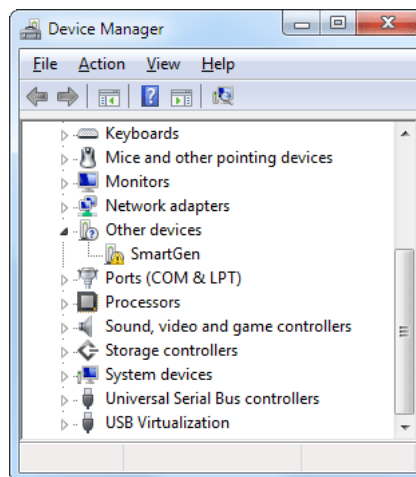 Device Manager
File Action View Help
Keyboards
Mice and other pointing devices
Monitors
Network adapters
Other devices
SmartGen
Ports (COM & LPT)
Processors
Sound, video and game controllers
Storage controllers
System devices
Universal Serial Bus controllers
USB Virtualization